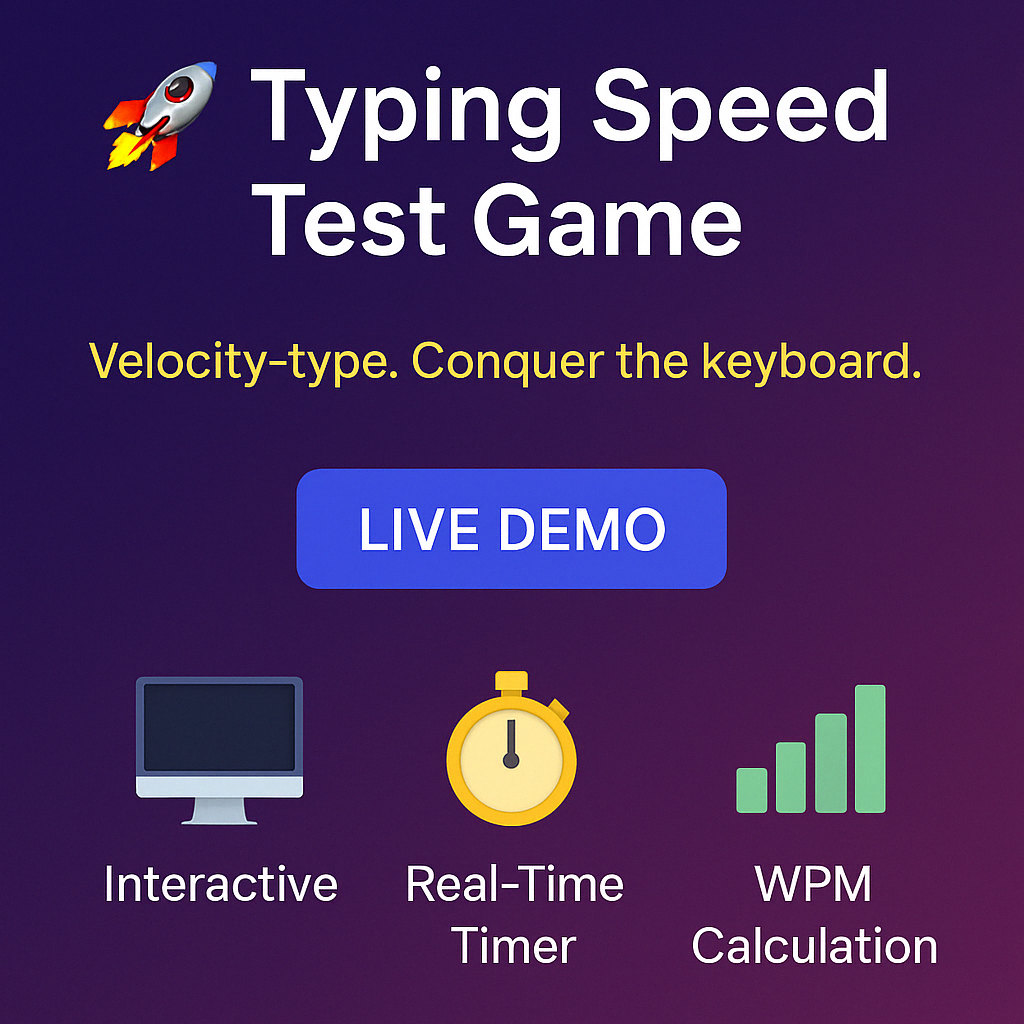 Typing Speed
Test Game
Velocity-type. Conquer the keyboard.
LIVE DEMO
Interactive
Real-Time
Timer
WPM
Calculation